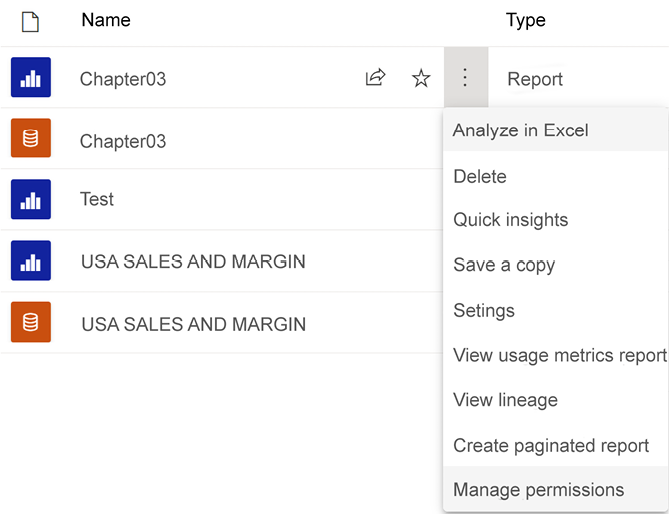 Name Type
Chapter03 Report
Analyze in Excel
Chapter03
Delete
Test
Quick insights
USA SALES AND MARGIN
Save a copy
Setings
USA SALES AND MARGIN
View usage metrics report
View lineage
Create paginated report
Manage permissions